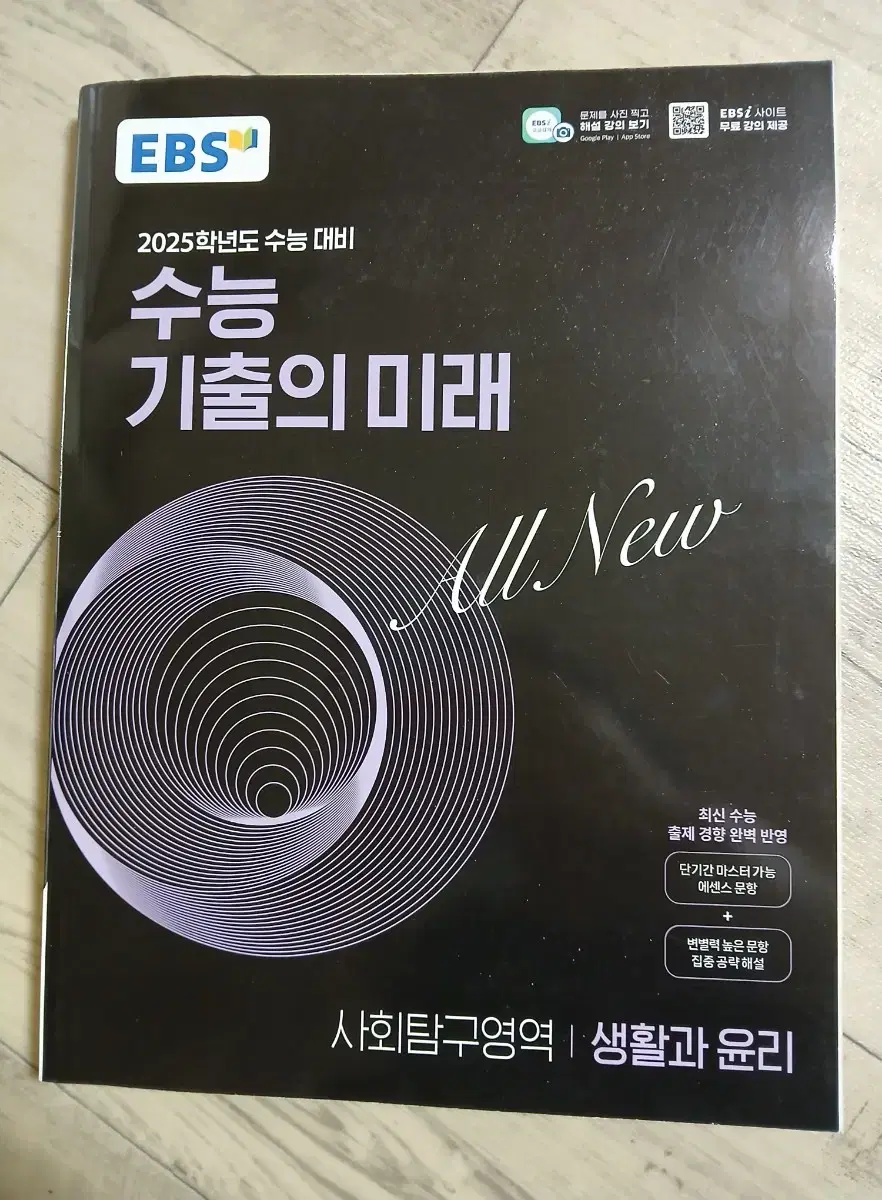 EBS
EBSi
문제를 사진 찍고
해설 강의 보기
Google Play | App Store
EBSi 사이트
무료 강의 제공
2025학년도 수능 대비
수능
기출의 미래
All New
최신 수능
출제 경향 완벽 반영
단기간 마스터 가능
에센스 문항
+
변별력 높은 문항
집중 공략 해설
사회탐구영역 | 생활과 윤리